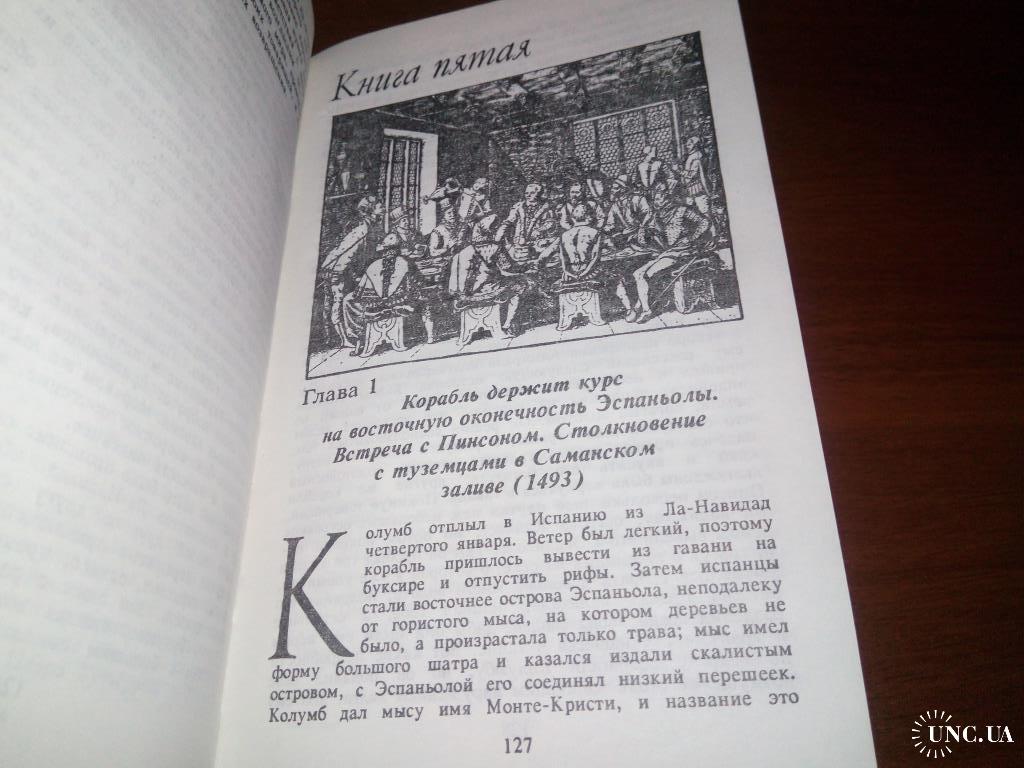 Книга пятая
Глава 1
Корабль держит курс
на восточную оконечность Эспаньолы.
Встреча с Пинсоном. Столкновение
с туземцами в Саманском
заливе (1493)
Колумб отплыл в Испанию из Ла-Навидад
четвертого января. Ветер был легкий, поэтому
корабль пришлось вывести из гавани на
буксире и отпустить рифы. Затем испанцы
стали восточнее острова Эспаньола, неподалеку
от гористого мыса, на котором деревьев не
было, а произрастала только трава; мыс имел
форму большого шатра и казался издали скалистым
островом, с Эспаньолой его соединял низкий перешеек.
Колумб дал мысу имя Монте-Кристи, и название это
127
UNC.UA